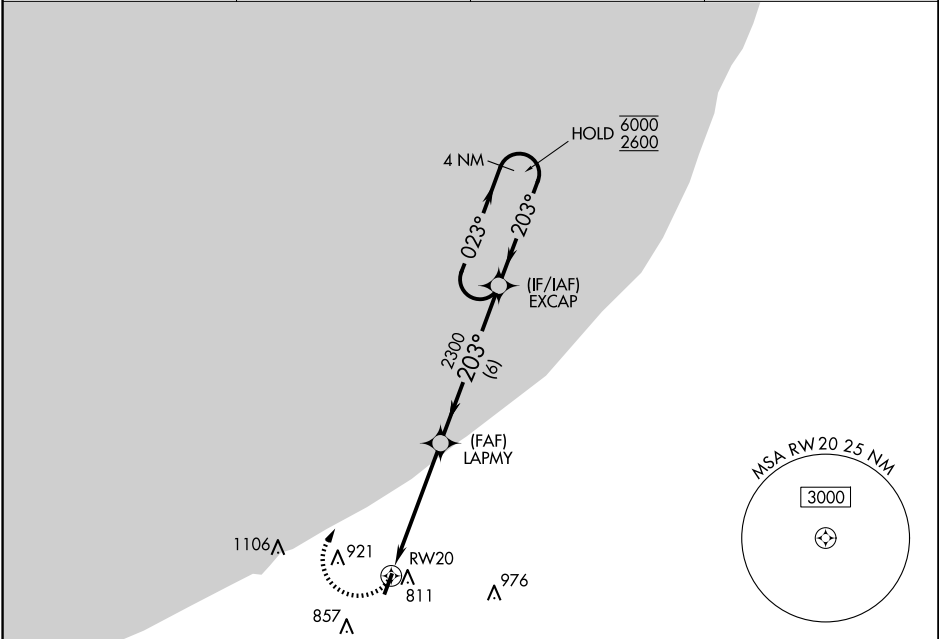 HOLD 6000
2600
4 NM
023°
203°
(IF/IAF)
EXCAP
2300
203°
(6)
(FAF)
LAPMY
MSA RW20 25 NM
3000
1106
921
RW20
811
976
857